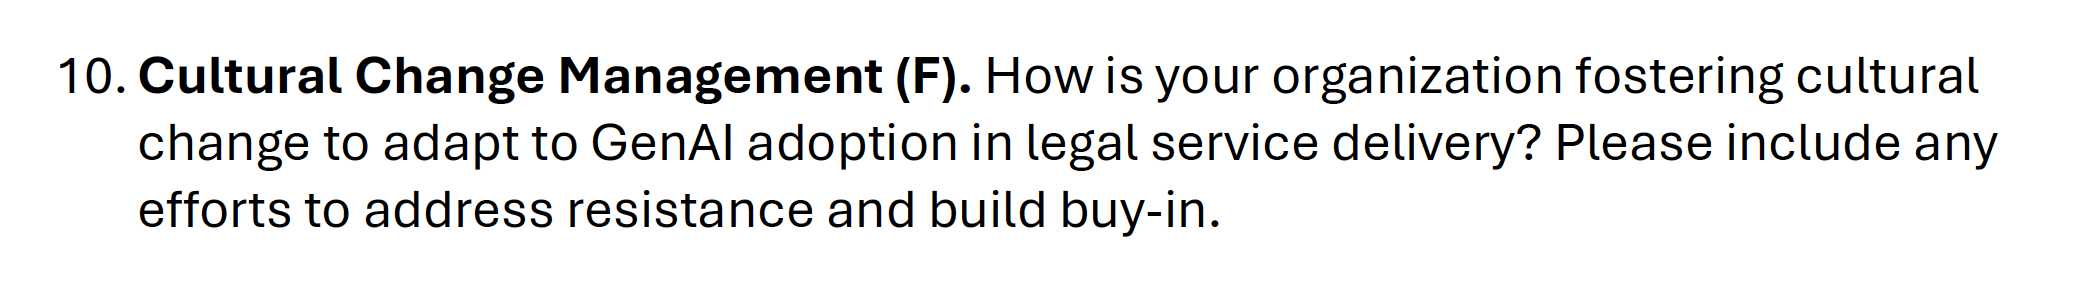 10. Cultural Change Management (F). How is your organization fostering cultural
change to adapt to GenAI adoption in legal service delivery? Please include any
efforts to address resistance and build buy-in.